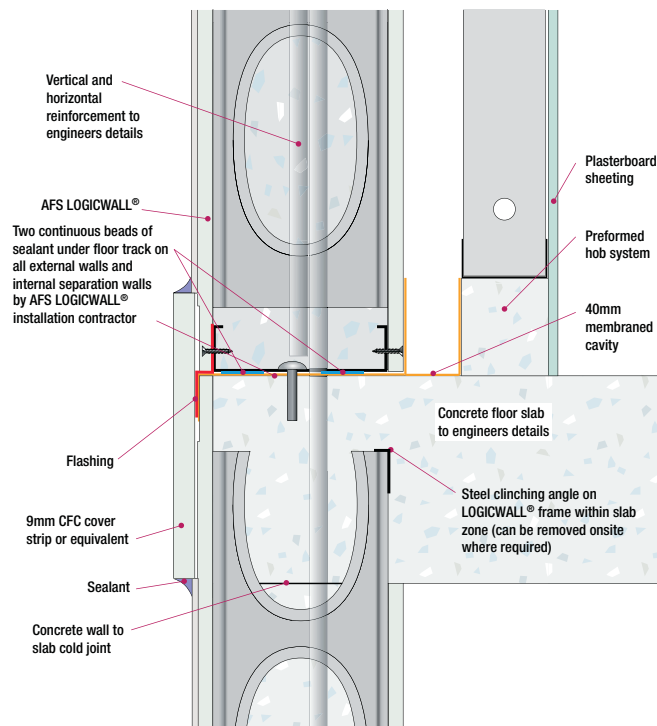 Vertical and
horizontal
reinforcement to
engineers details
AFS LOGICWALL®
Two continuous beads of
sealant under floor track on
all external walls and
internal separation walls
by AFS LOGICWALL®
installation contractor
Flashing
9mm CFC cover
strip or equivalent
Sealant
Concrete wall to
slab cold joint
Plasterboard
sheeting
Preformed
hob system
40mm
membraned
cavity
Concrete floor slab
to engineers details
Steel clinching angle on
LOGICWALL® frame within slab
zone (can be removed onsite
where required)